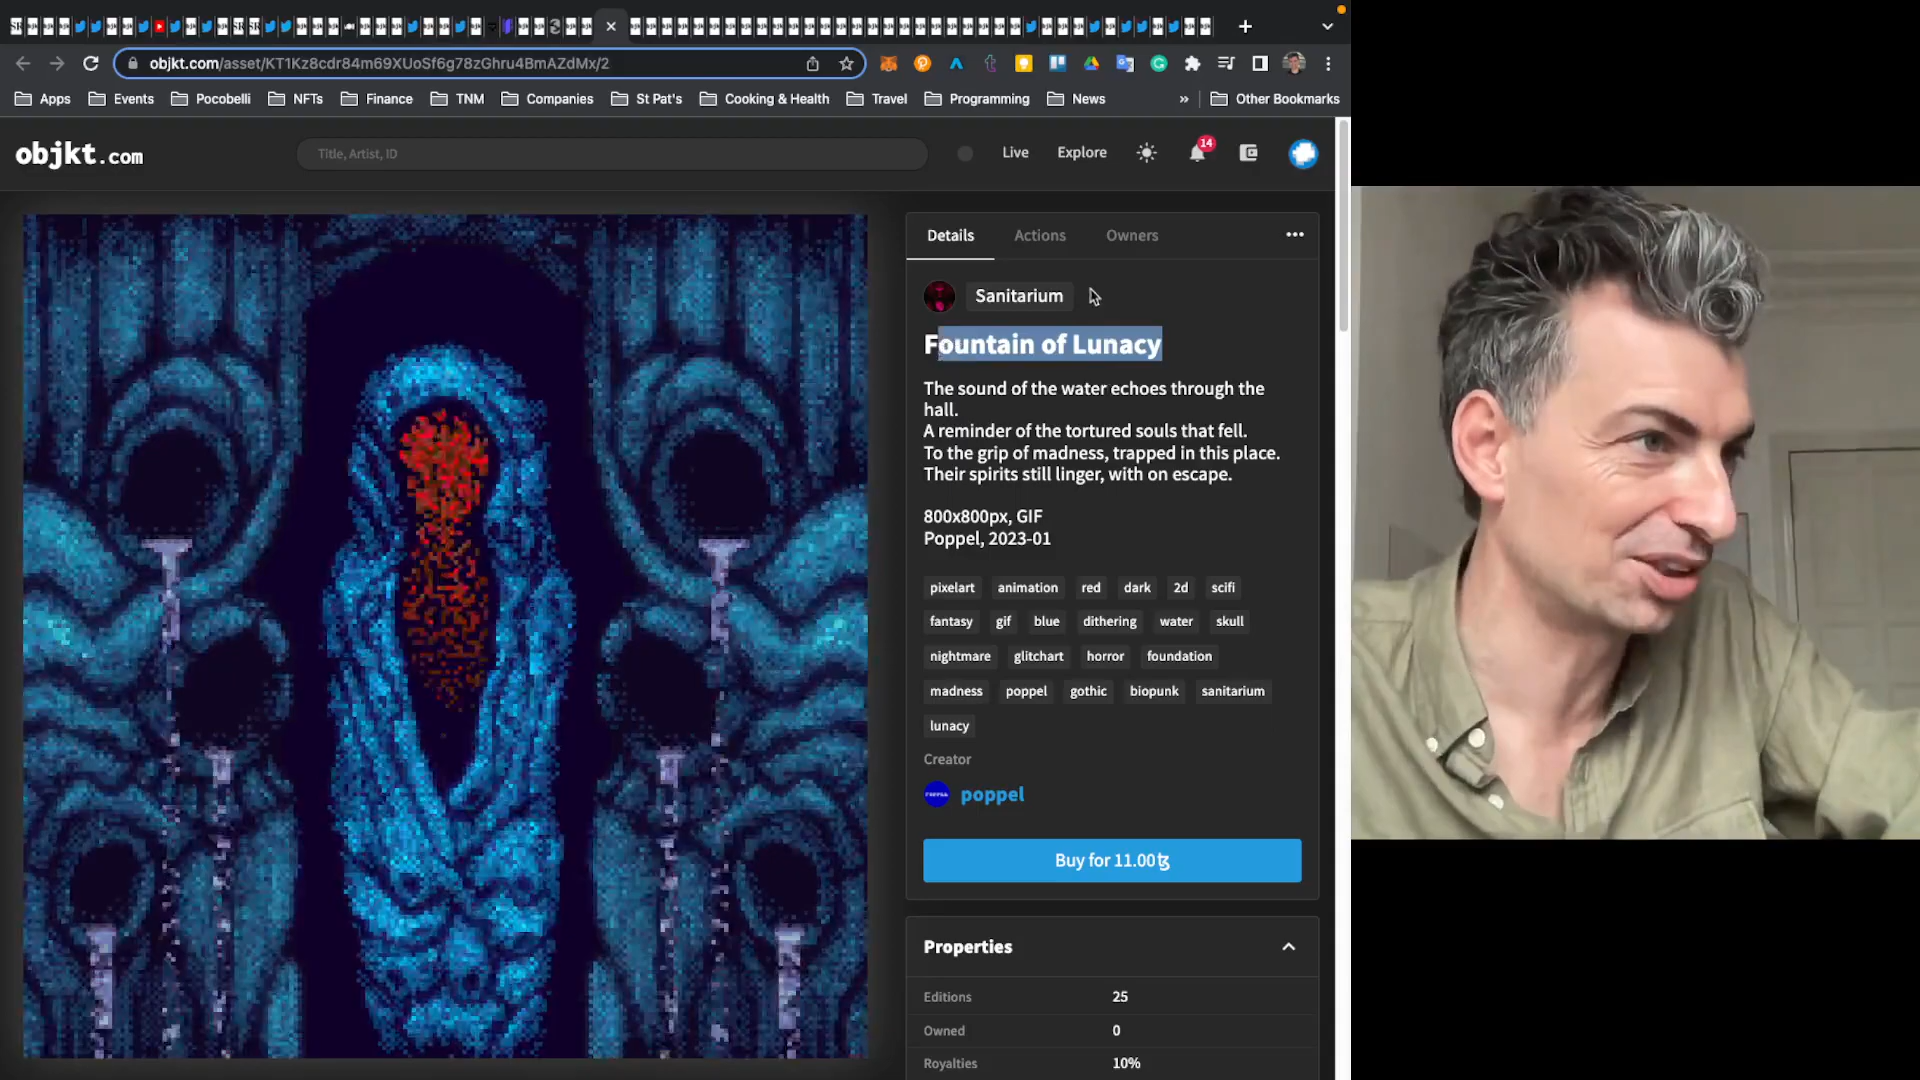 objkt.com/asset/KT1Kz8cdr84m69XUoSf6g78zGhru4BmAZdMx/2
Apps Events Pocobelli NFTs Finance TNM Companies St Pat's Cooking & Health Travel Programming News » Other Bookmarks
objkt.com
Title, Artist, ID
Live Explore 14
Details Actions Owners
Sanitarium
Fountain of Lunacy
The sound of the water echoes through the
hall.
A reminder of the tortured souls that fell.
To the grip of madness, trapped in this place.
Their spirits still linger, with on escape.
800x800px, GIF
Poppel, 2023-01
pixelart animation red dark 2d scifi
fantasy gif blue dithering water skull
nightmare glitchart horror foundation
madness poppel gothic biopunk sanitarium
lunacy
Creator
poppel
Buy for 11.00ꜩ
Properties
Editions 25
Owned 0
Royalties 10%